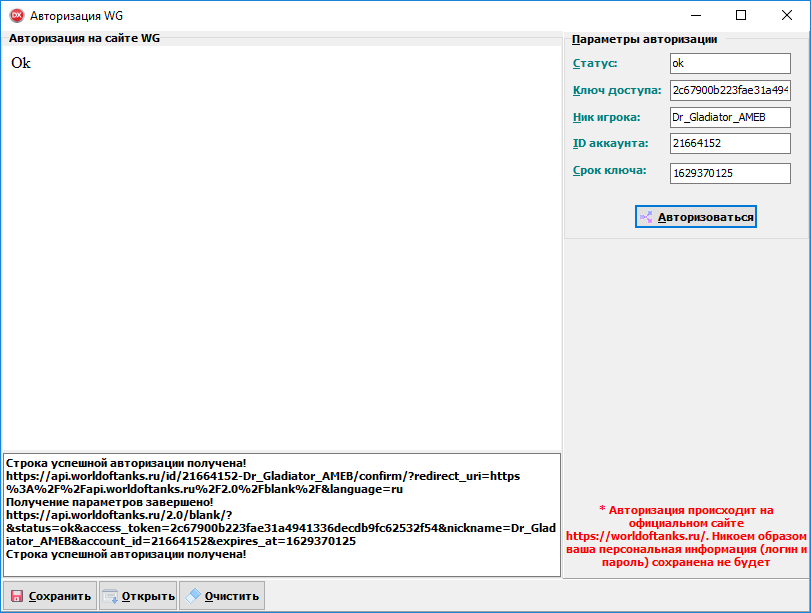 Авторизация WG
Авторизация на сайте WG
Ok
Параметры авторизации
Статус: ok
Ключ доступа: 2c67900b223fae31a494
Ник игрока: Dr_Gladiator_AMEB
ID аккаунта: 21664152
Срок ключа: 1629370125
Авторизоваться
Строка успешной авторизации получена!
https://api.worldoftanks.ru/id/21664152-Dr_Gladiator_AMEB/confirm/?redirect_uri=https
%3A%2F%2Fapi.worldoftanks.ru%2F2.0%2Fblank%2F&language=ru
Получение параметров завершено!
https://api.worldoftanks.ru/2.0/blank/?
&status=ok&access_token=2c67900b223fae31a4941336decdb9fc62532f54&nickname=Dr_Glad
iator_AMEB&account_id=21664152&expires_at=1629370125
Строка успешной авторизации получена!
* Авторизация происходит на
официальном сайте
https://worldoftanks.ru/. Никоем образом
ваша персональная информация (логин и
пароль) сохранена не будет
Сохранить
Открыть
Очистить